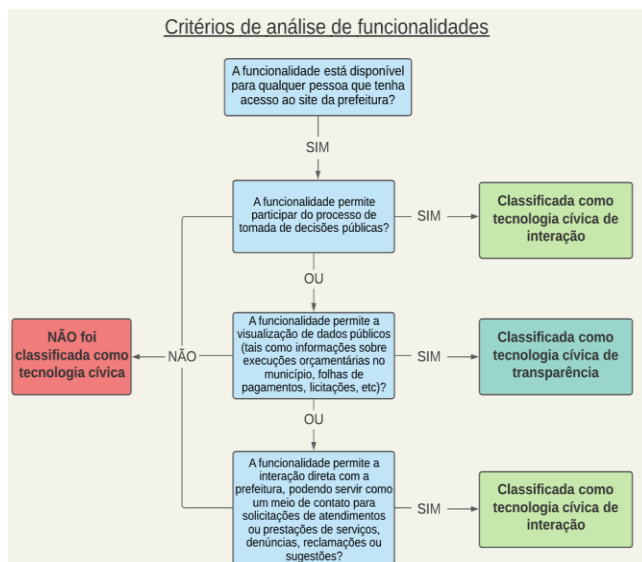 Critérios de análise de funcionalidades
A funcionalidade está disponível
para qualquer pessoa que tenha
acesso ao site da prefeitura?
SIM
A funcionalidade permite
participar do processo de
tomada de decisões públicas?
SIM
Classificada como
tecnologia cívica de
interação
OU
NÃO foi
classificada como
tecnologia cívica
NÃO
A funcionalidade permite a
visualização de dados públicos
(tais como informações sobre
execuções orçamentárias no
município, folhas de
pagamentos, licitações, etc)?
SIM
Classificada como
tecnologia cívica de
transparência
OU
A funcionalidade permite a
interação direta com a
prefeitura, podendo servir como
um meio de contato para
solicitações de atendimentos
ou prestações de serviços,
denúncias, reclamações ou
sugestões?
SIM
Classificada como
tecnologia cívica de
interação